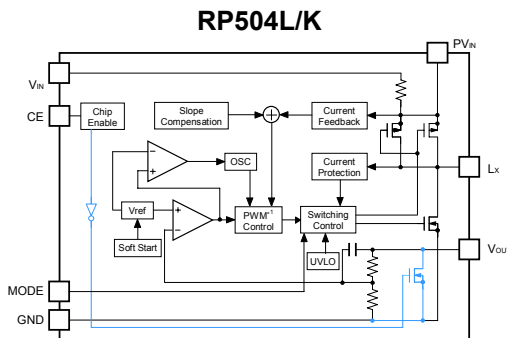 RP504L/K
PVIN
VIN
CE
Chip
Enable
Slope
Compensation
+
Current
Feedback
−
+
OSC
Current
Protection
LX
Vref
+
−
PWM⁻¹
Control
Switching
Control
Soft Start
UVLO
VOU
MODE
GND